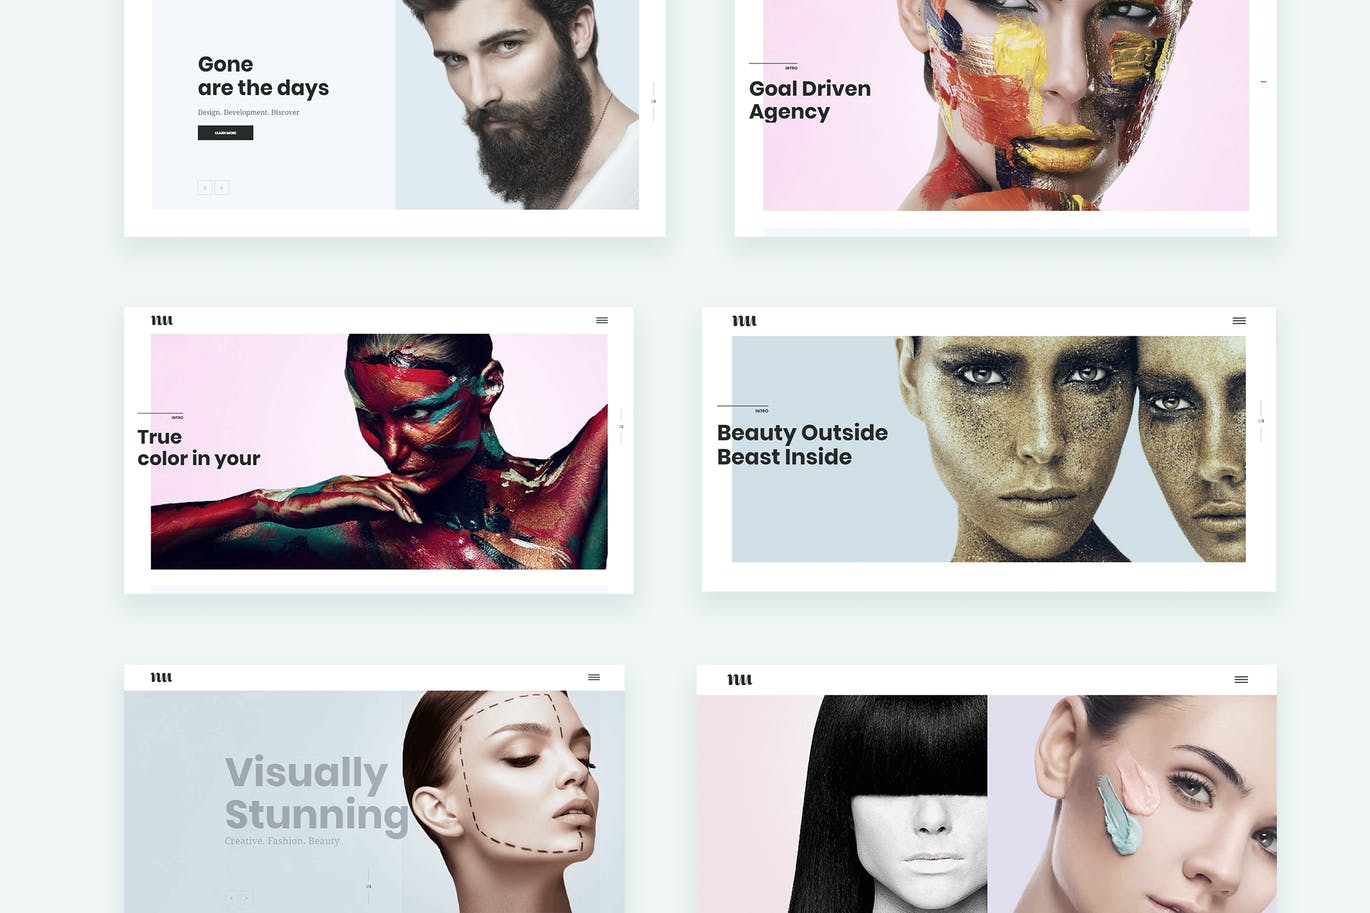 Gone
are the days
Design. Development. Discover
LEARN MORE
INTRO
Goal Driven
Agency
nu
INTRO
True
color in your
nu
INTRO
Beauty Outside
Beast Inside
nu
Visually
Stunning
Creative. Fashion. Beauty
nu